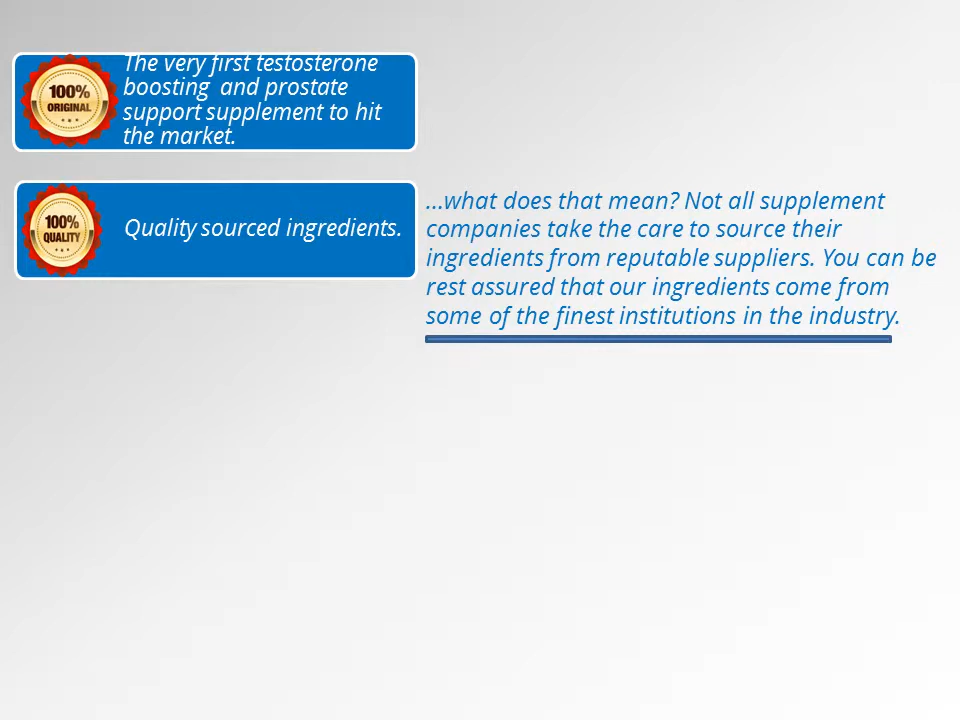 100%
ORIGINAL
The very first testosterone
boosting  and prostate
support supplement to hit
the market.
100%
QUALITY
Quality sourced ingredients.
...what does that mean? Not all supplement
companies take the care to source their
ingredients from reputable suppliers. You can be
rest assured that our ingredients come from
some of the finest institutions in the industry.